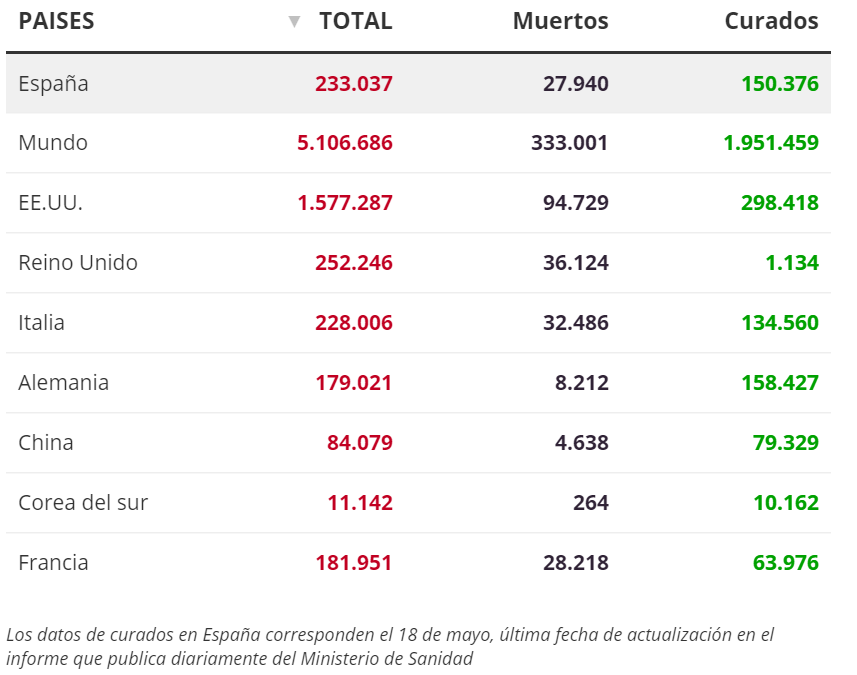 PAISES ▼ TOTAL Muertos Curados
España 233.037 27.940 150.376
Mundo 5.106.686 333.001 1.951.459
EE.UU. 1.577.287 94.729 298.418
Reino Unido 252.246 36.124 1.134
Italia 228.006 32.486 134.560
Alemania 179.021 8.212 158.427
China 84.079 4.638 79.329
Corea del sur 11.142 264 10.162
Francia 181.951 28.218 63.976
Los datos de curados en España corresponden el 18 de mayo, última fecha de actualización en el
informe que publica diariamente del Ministerio de Sanidad